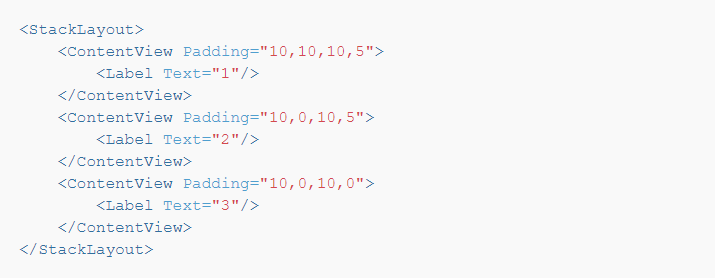 <StackLayout>
    <ContentView Padding="10,10,10,5">
        <Label Text="1"/>
    </ContentView>
    <ContentView Padding="10,0,10,5">
        <Label Text="2"/>
    </ContentView>
    <ContentView Padding="10,0,10,0">
        <Label Text="3"/>
    </ContentView>
</StackLayout>